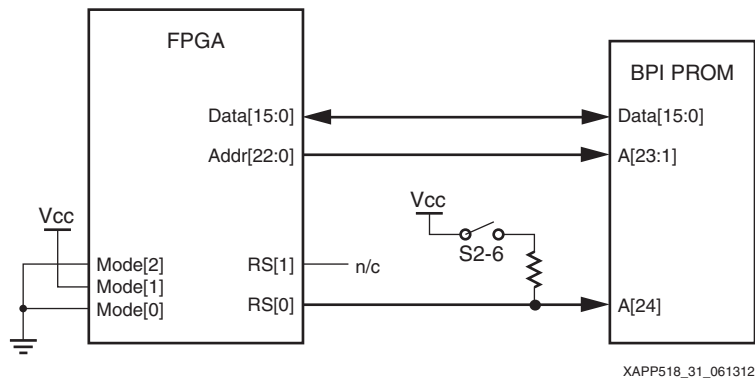 FPGA
BPI PROM
Data[15:0]
Data[15:0]
Addr[22:0]
A[23:1]
Vcc
Vcc
S2-6
Mode[2]
RS[1]
n/c
Mode[1]
Mode[0]
RS[0]
A[24]
XAPP518_31_061312